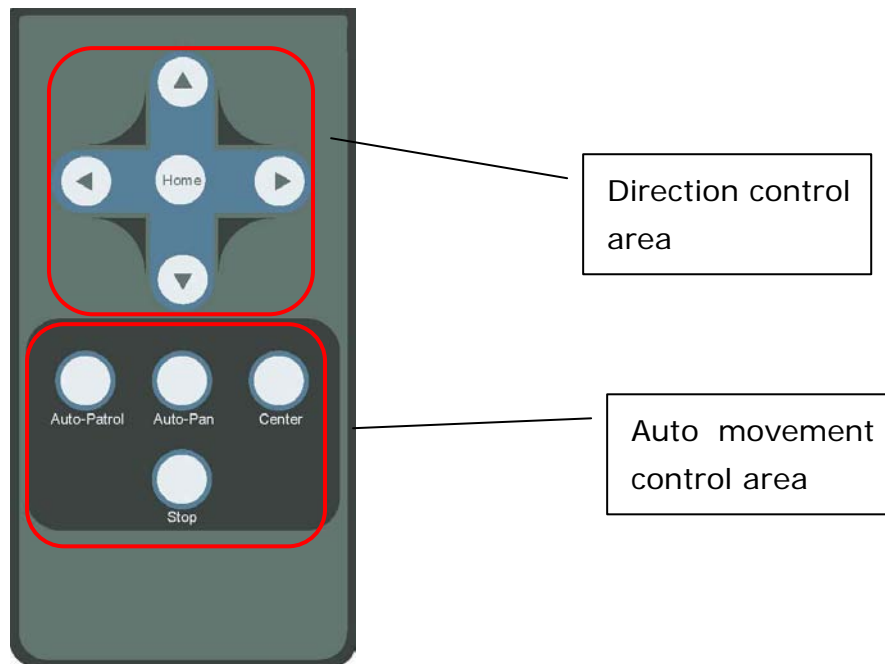 Home
Direction control
area
Auto-Patrol Auto-Pan Center
Stop
Auto movement
control area